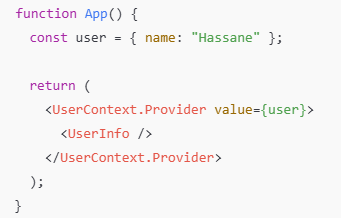 function App() {
  const user = { name: "Hassane" };

  return (
    <UserContext.Provider value={user}>
      <UserInfo />
    </UserContext.Provider>
  );
}